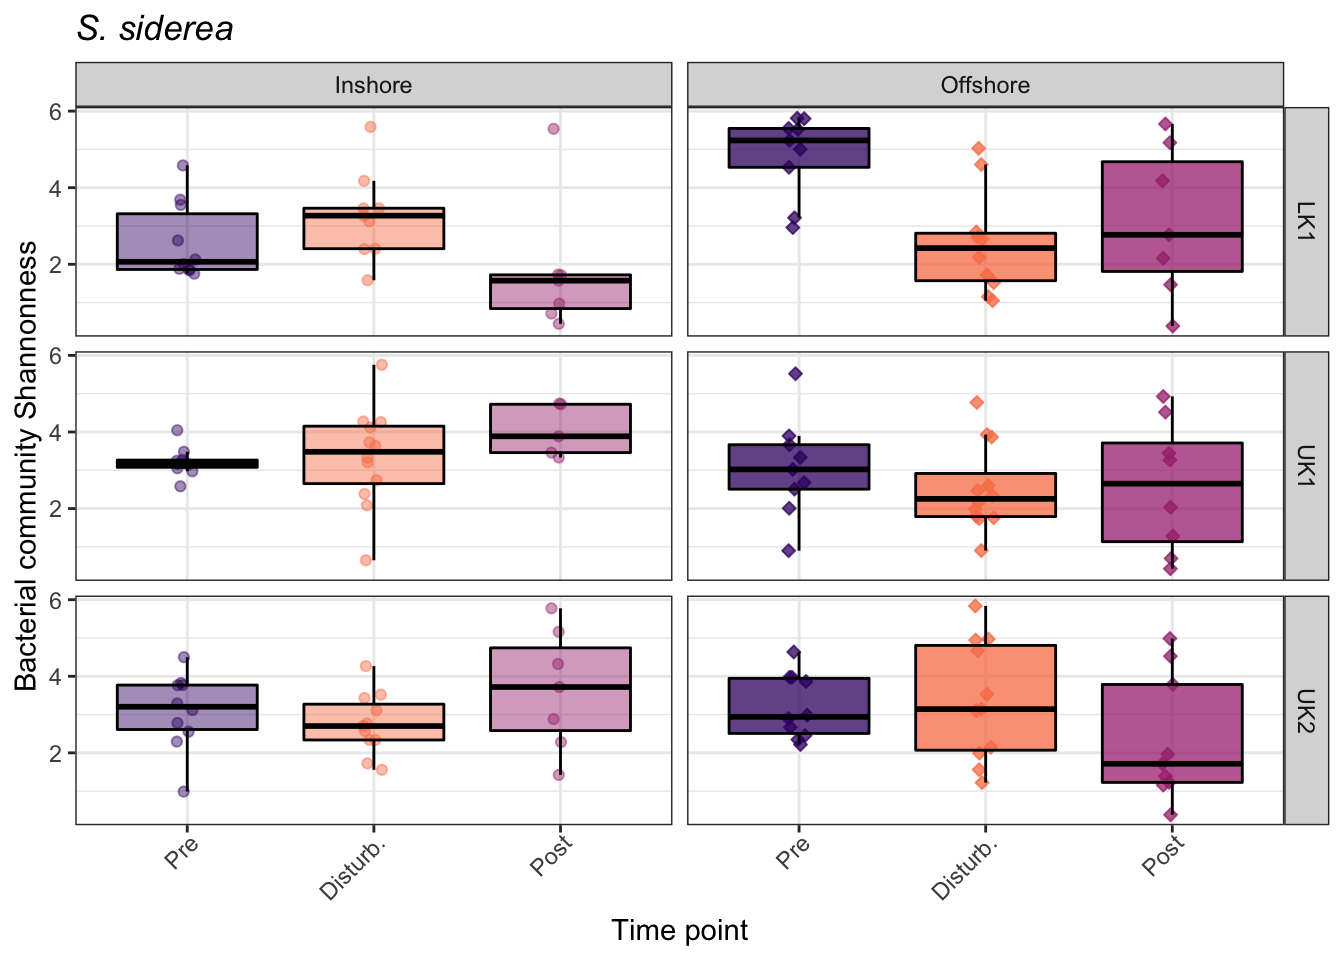 S. siderea
Inshore
Offshore
6
4
2
LK1
6
4
2
UK1
6
4
2
UK2
Bacterial community Shannonness
Pre
Disturb.
Post
Pre
Disturb.
Post
Time point